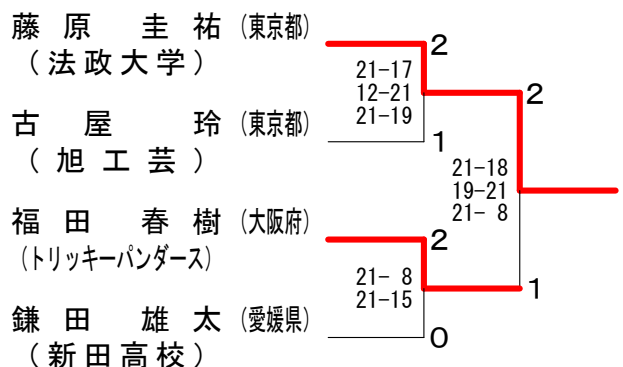 藤原 圭祐 (東京都)
(法政大学)
古屋 玲 (東京都)
(旭工芸)
福田 春樹 (大阪府)
(トリッキーパンダース)
鎌田 雄太 (愛媛県)
(新田高校)
2
21-17
12-21
21-19
1
2
21- 8
21-15
0
2
21-18
19-21
21- 8
1